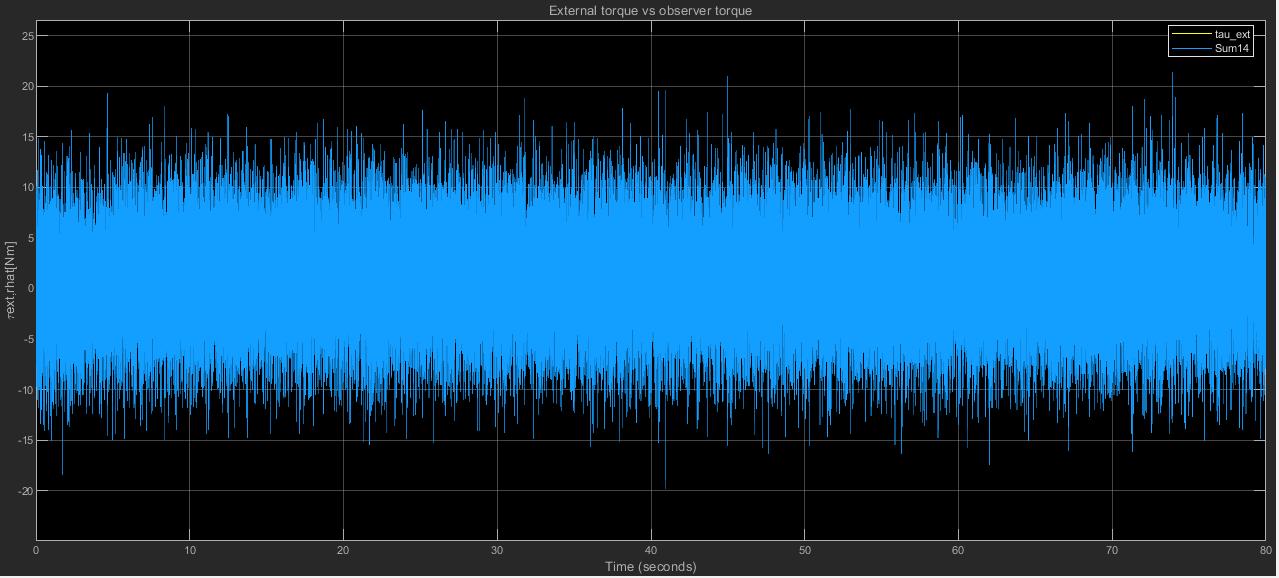 External torque vs observer torque
tau_ext
Sum14
25
20
15
10
5
0
-5
-10
-15
-20
τext,rhat[Nm]
0 10 20 30 40 50 60 70 80
Time (seconds)